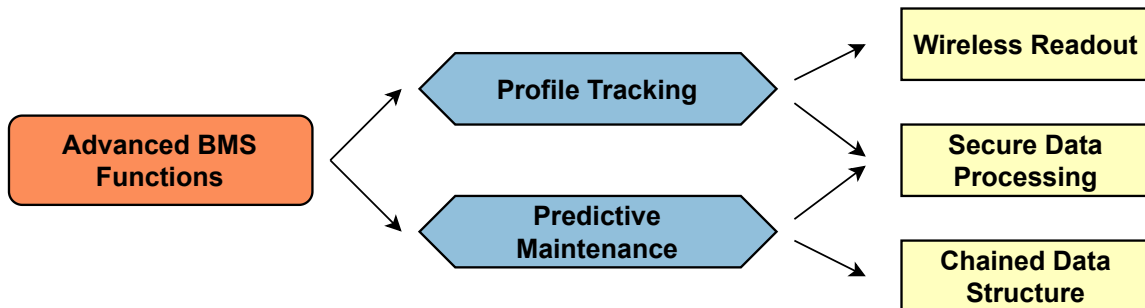 Advanced BMS
Functions
Profile Tracking
Predictive
Maintenance
Wireless Readout
Secure Data
Processing
Chained Data
Structure